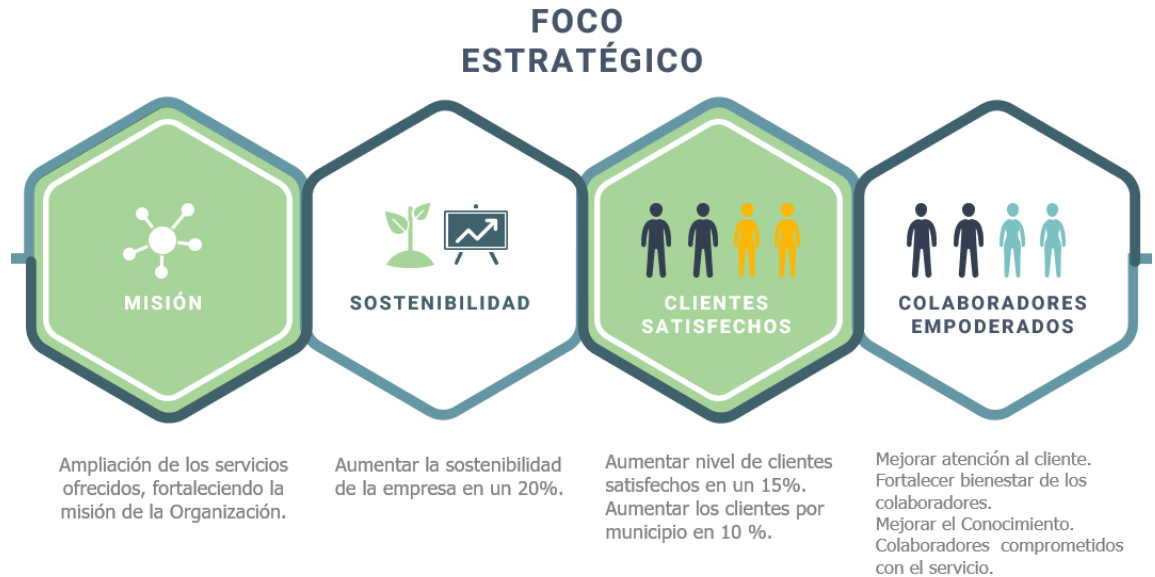 FOCO
ESTRATÉGICO
MISIÓN
SOSTENIBILIDAD
CLIENTES
SATISFECHOS
COLABORADORES
EMPODERADOS
Ampliación de los servicios
ofrecidos, fortaleciendo la
misión de la Organización.
Aumentar la sostenibilidad
de la empresa en un 20%.
Aumentar nivel de clientes
satisfechos en un 15%.
Aumentar los clientes por
municipio en 10 %.
Mejorar atención al cliente.
Fortalecer bienestar de los
colaboradores.
Mejorar el Conocimiento.
Colaboradores comprometidos
con el servicio.